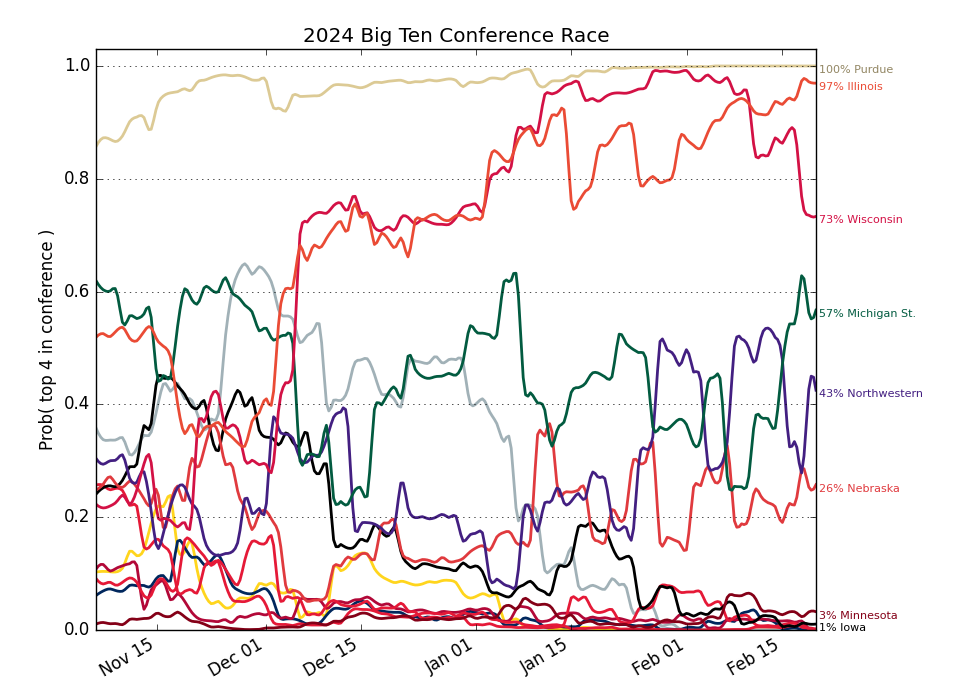 2024 Big Ten Conference Race
Prob( top 4 in conference )
1.0
0.8
0.6
0.4
0.2
0.0
Nov 15
Dec 01
Dec 15
Jan 01
Jan 15
Feb 01
Feb 15
100% Purdue
97% Illinois
73% Wisconsin
57% Michigan St.
43% Northwestern
26% Nebraska
3% Minnesota
1% Iowa